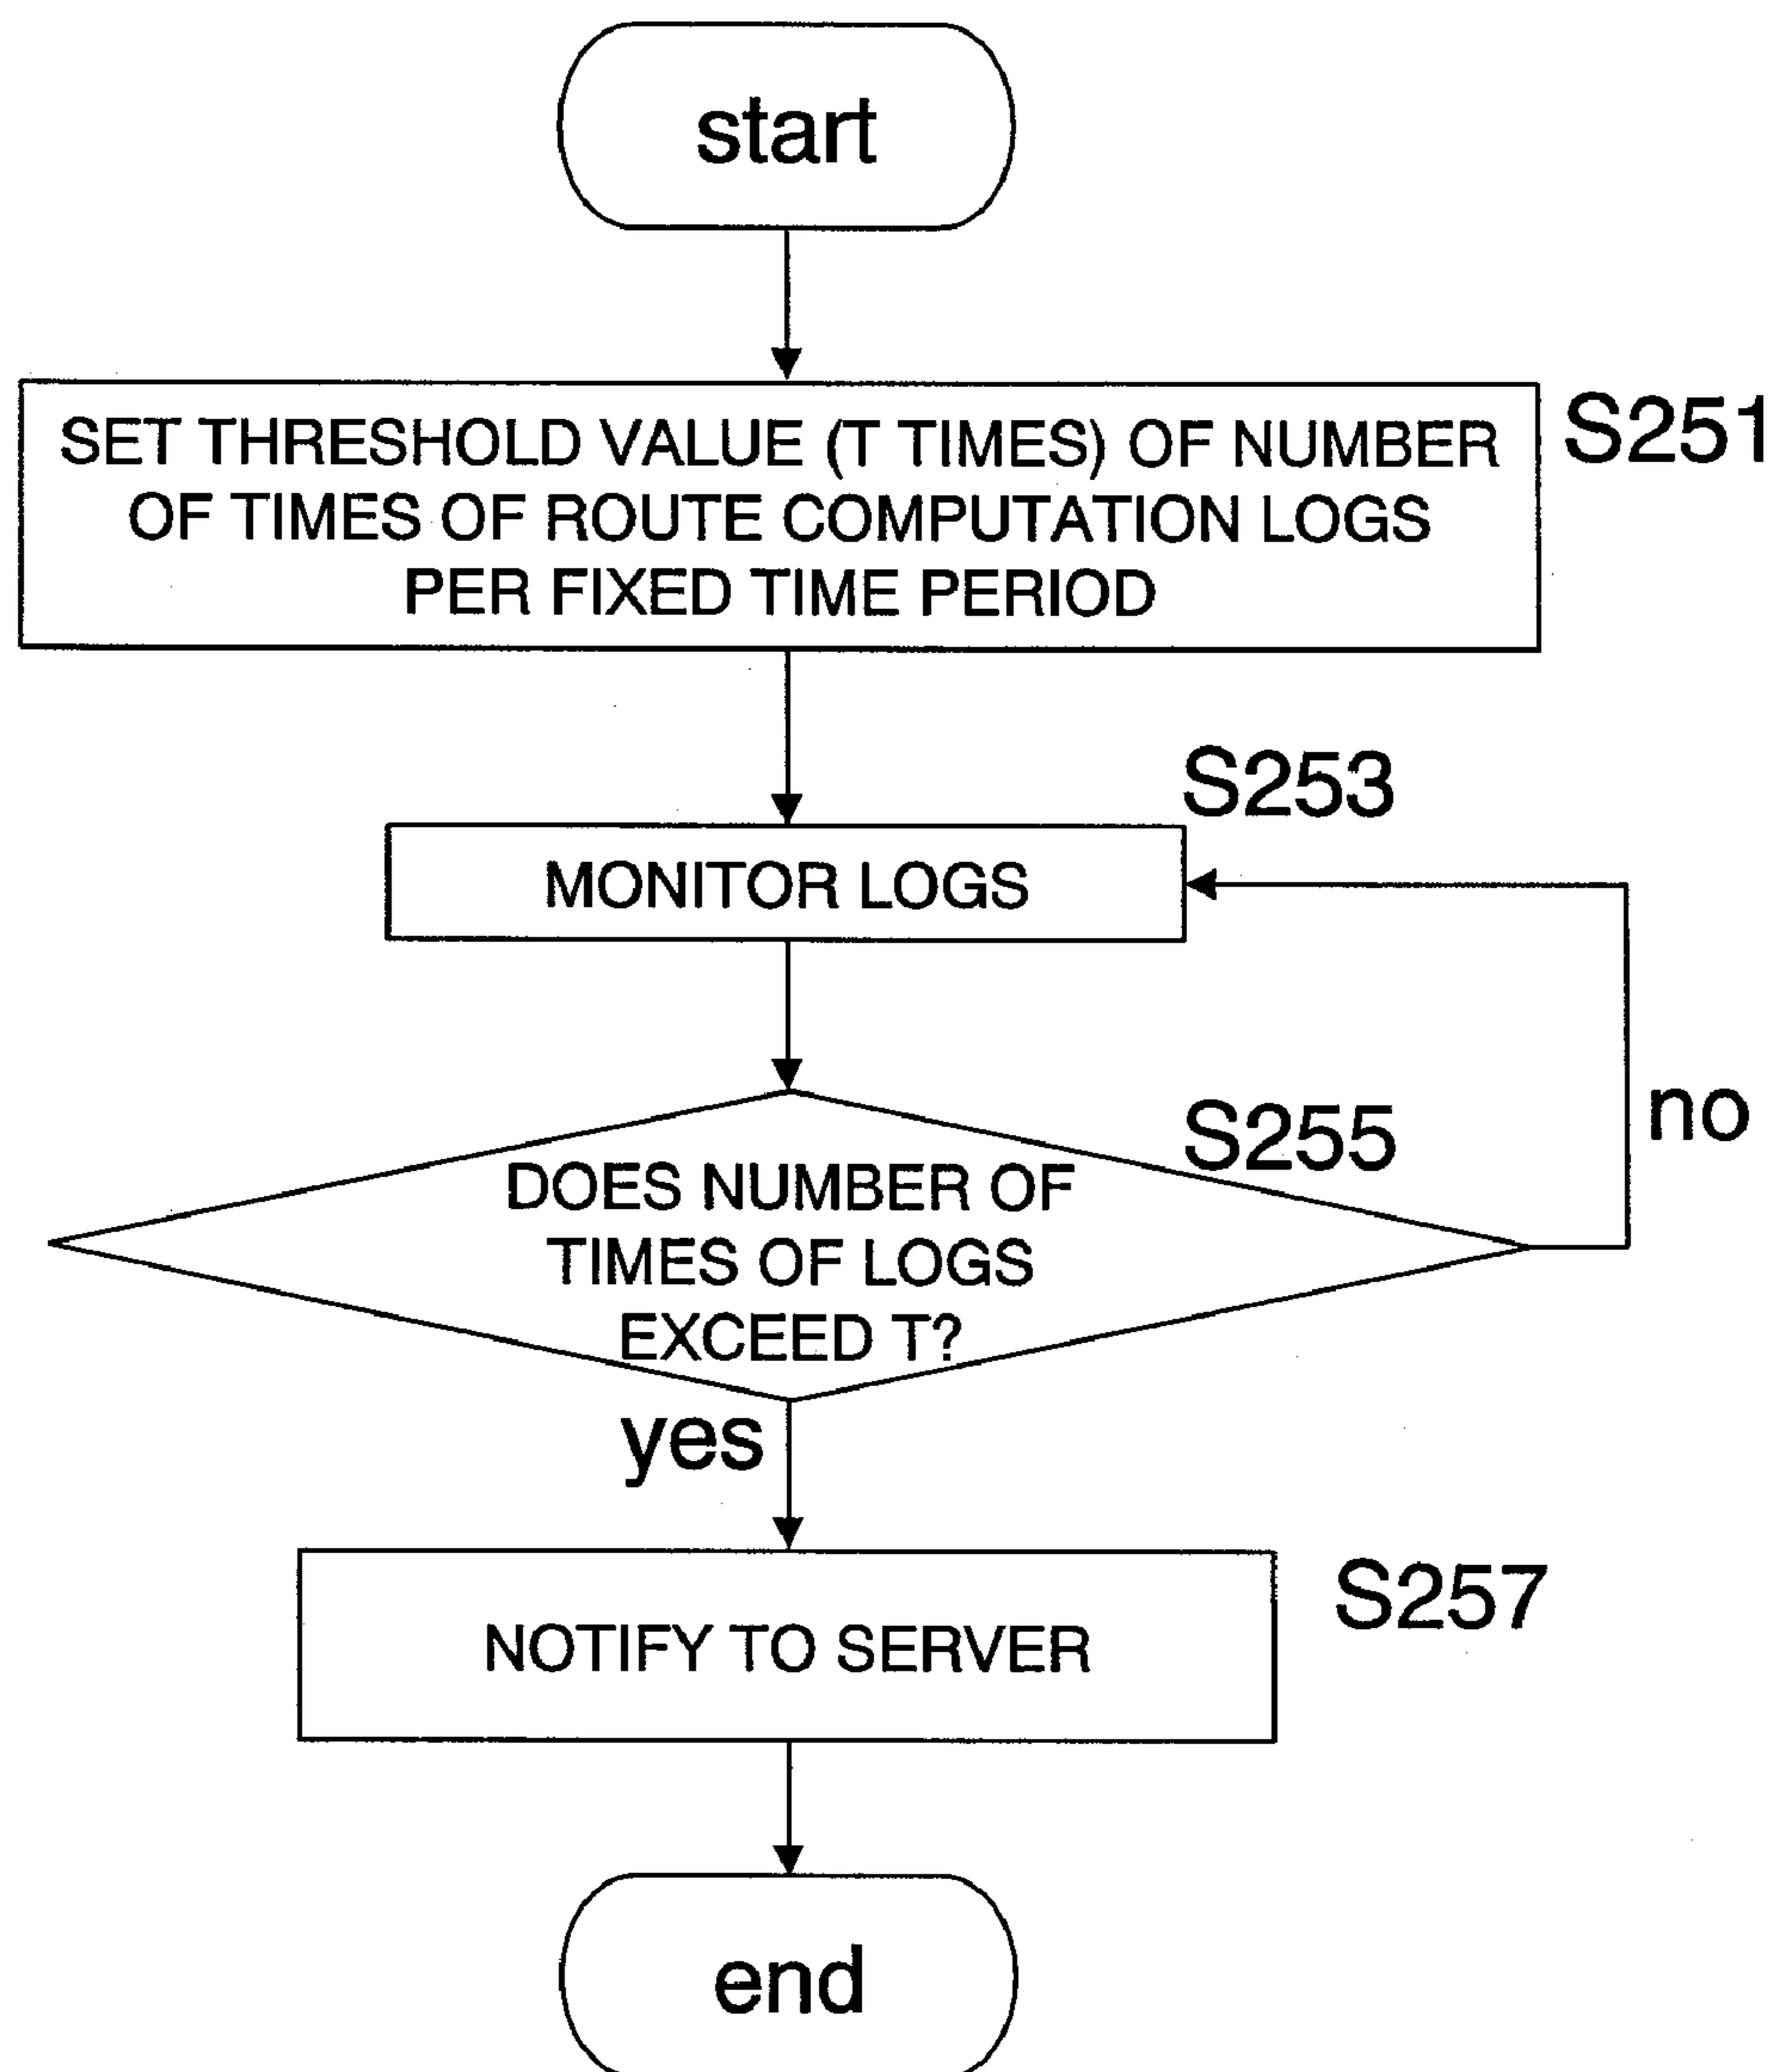 start
SET THRESHOLD VALUE (T TIMES) OF NUMBER
OF TIMES OF ROUTE COMPUTATION LOGS
PER FIXED TIME PERIOD
S251
S253
MONITOR LOGS
S255
no
DOES NUMBER OF
TIMES OF LOGS
EXCEED T?
yes
S257
NOTIFY TO SERVER
end